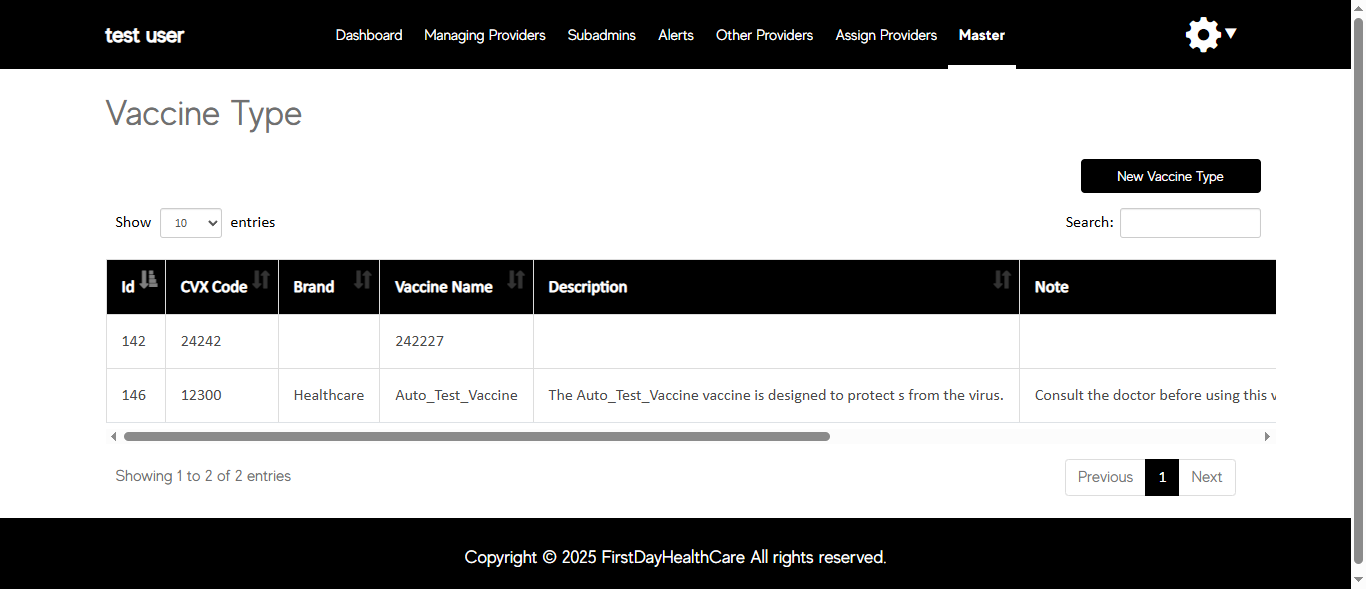 test user Dashboard Managing Providers Subadmins Alerts Other Providers Assign Providers Master
Vaccine Type
New Vaccine Type
Show 10 entries Search:
Id CVX Code Brand Vaccine Name Description Note
142 24242 242227
146 12300 Healthcare Auto_Test_Vaccine The Auto_Test_Vaccine vaccine is designed to protect s from the virus. Consult the doctor before using this
Showing 1 to 2 of 2 entries Previous 1 Next
Copyright © 2025 FirstDayHealthCare All rights reserved.